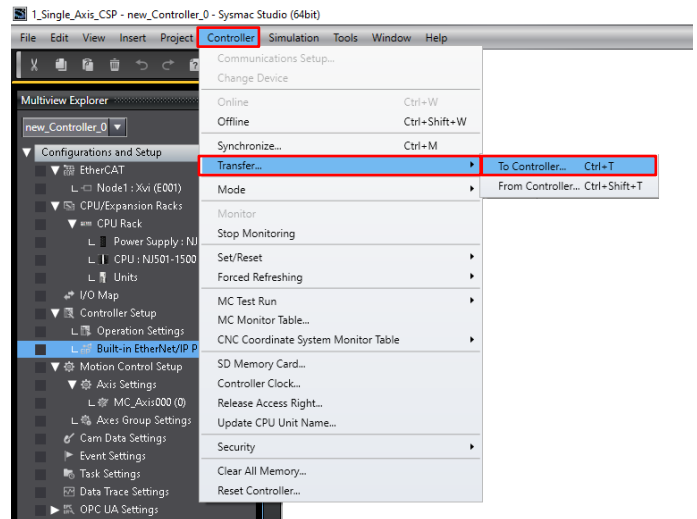 1_Single_Axis_CSP - new_Controller_0 - Sysmac Studio (64bit)
File Edit View Insert Project Controller Simulation Tools Window Help
Communications Setup...
Change Device
Online Ctrl+W
Offline Ctrl+Shift+W
Synchronize... Ctrl+M
Transfer...
To Controller... Ctrl+T
From Controller... Ctrl+Shift+T
Mode
Monitor
Stop Monitoring
Set/Reset
Forced Refreshing
MC Test Run
MC Monitor Table...
CNC Coordinate System Monitor Table
SD Memory Card...
Controller Clock...
Release Access Right...
Update CPU Unit Name...
Security
Clear All Memory...
Reset Controller...
Multiview Explorer
new_Controller_0
Configurations and Setup
EtherCAT
Node1 : Xvi (E001)
CPU/Expansion Racks
CPU Rack
Power Supply : NJ
CPU : NJ501-1500
Units
I/O Map
Controller Setup
Operation Settings
Built-in EtherNet/IP P
Motion Control Setup
Axis Settings
MC_Axis000 (0)
Axes Group Settings
Cam Data Settings
Event Settings
Task Settings
Data Trace Settings
OPC UA Settings